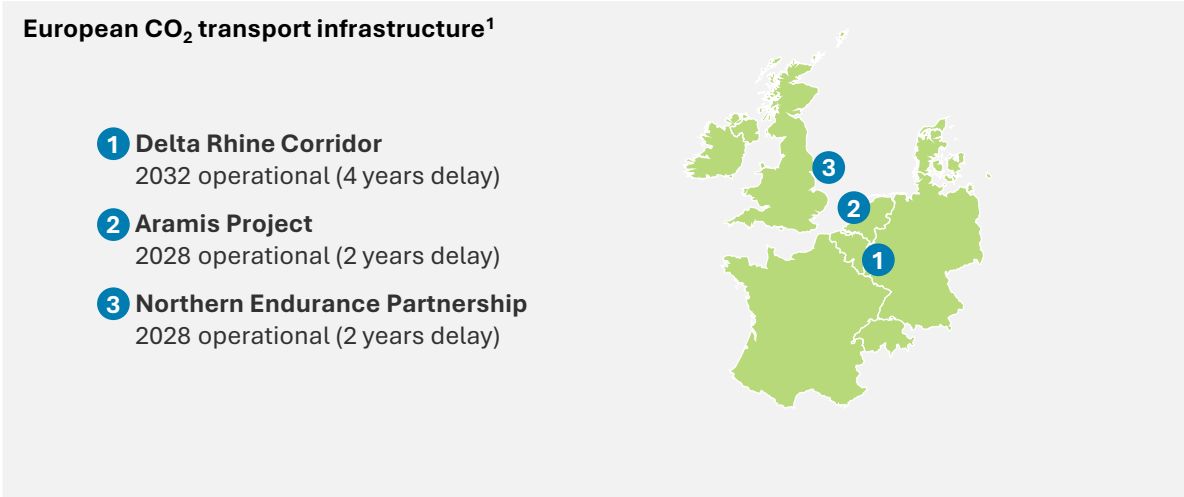 European CO₂ transport infrastructure¹
1 Delta Rhine Corridor
2032 operational (4 years delay)
2 Aramis Project
2028 operational (2 years delay)
3 Northern Endurance Partnership
2028 operational (2 years delay)
3
2
1